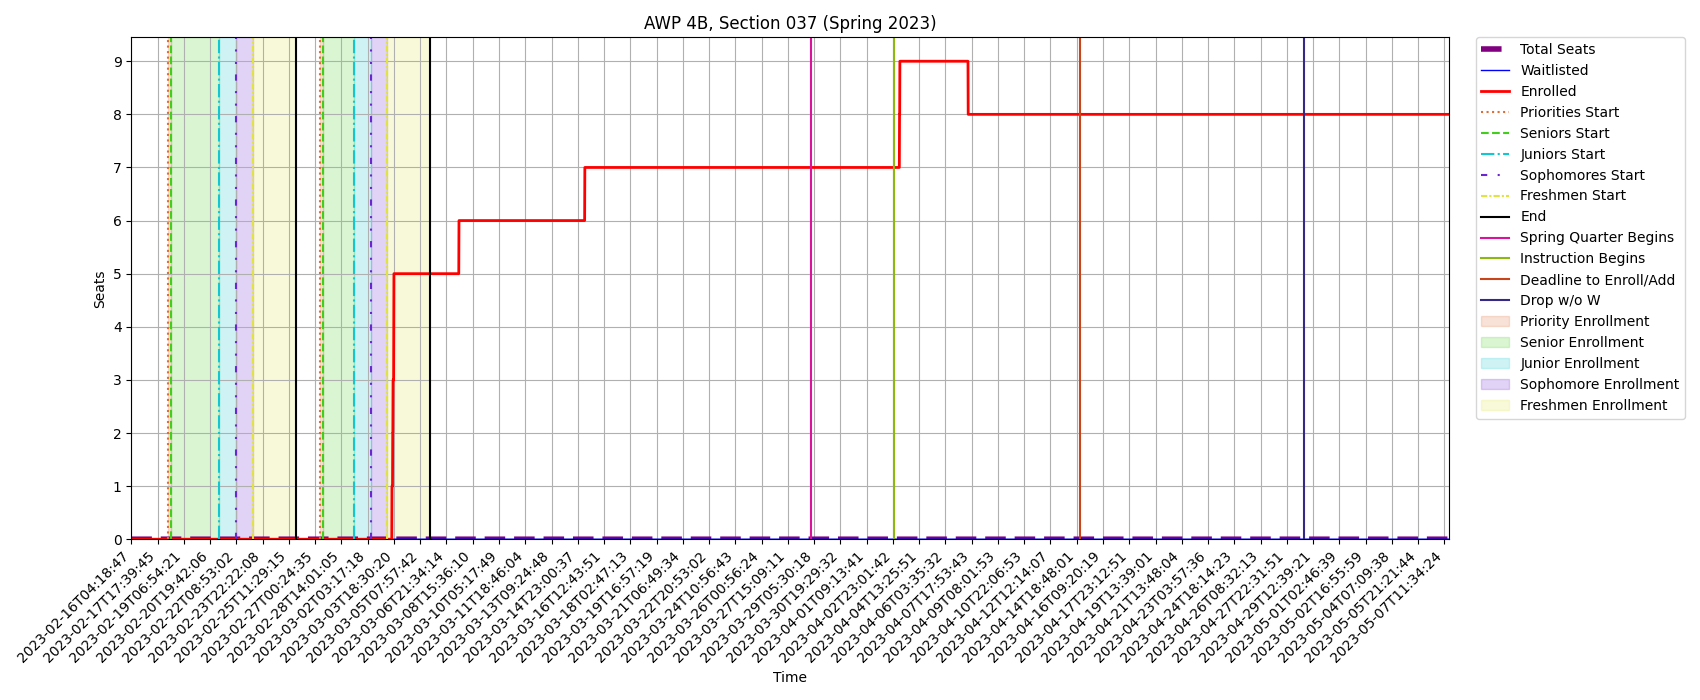 AWP 4B, Section 037 (Spring 2023)
Seats
9
8
7
6
5
4
3
2
1
0
2023-02-16T04:18:47
2023-02-17T17:39:45
2023-02-19T06:54:21
2023-02-20T19:42:06
2023-02-22T08:53:02
2023-02-23T22:22:08
2023-02-25T11:29:15
2023-02-27T00:24:35
2023-02-28T14:01:05
2023-03-02T03:17:18
2023-03-03T18:30:20
2023-03-05T07:57:42
2023-03-06T21:34:14
2023-03-08T15:36:10
2023-03-10T05:17:49
2023-03-11T18:46:04
2023-03-13T09:24:48
2023-03-14T23:00:37
2023-03-16T12:43:51
2023-03-18T02:47:13
2023-03-19T16:57:19
2023-03-21T06:49:34
2023-03-22T20:53:02
2023-03-24T10:56:43
2023-03-26T00:56:24
2023-03-27T15:09:11
2023-03-29T05:30:18
2023-03-30T19:29:32
2023-04-01T09:13:41
2023-04-02T23:01:42
2023-04-04T13:25:51
2023-04-06T03:35:32
2023-04-07T17:53:43
2023-04-09T08:01:53
2023-04-10T22:06:53
2023-04-12T12:14:07
2023-04-14T18:48:01
2023-04-16T09:20:19
2023-04-17T23:12:51
2023-04-19T13:39:01
2023-04-21T13:48:04
2023-04-23T03:57:36
2023-04-24T18:14:23
2023-04-26T08:32:13
2023-04-27T22:31:51
2023-04-29T12:39:21
2023-05-01T02:46:39
2023-05-02T16:55:59
2023-05-04T07:09:38
2023-05-05T21:21:44
2023-05-07T11:34:24
Time
Total Seats
Waitlisted
Enrolled
Priorities Start
Seniors Start
Juniors Start
Sophomores Start
Freshmen Start
End
Spring Quarter Begins
Instruction Begins
Deadline to Enroll/Add
Drop w/o W
Priority Enrollment
Senior Enrollment
Junior Enrollment
Sophomore Enrollment
Freshmen Enrollment